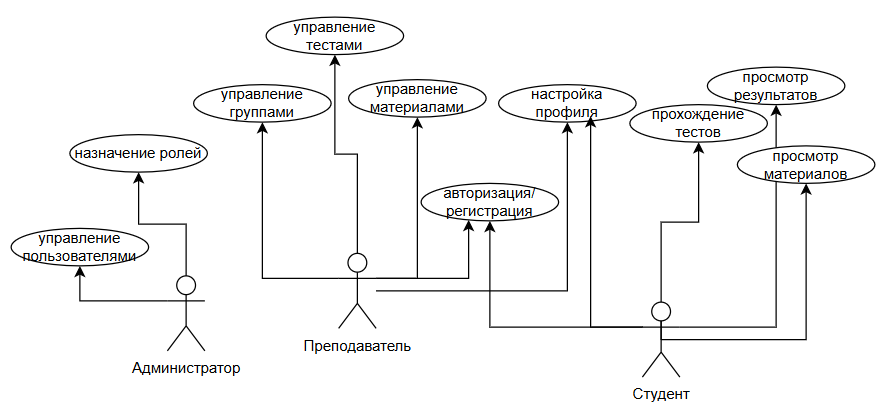 управление
тестами
управление
группами
управление
материалами
настройка
профиля
просмотр
результатов
прохождение
тестов
назначение ролей
просмотр
материалов
авторизация/
регистрация
управление
пользователями
Преподаватель
Администратор
Студент